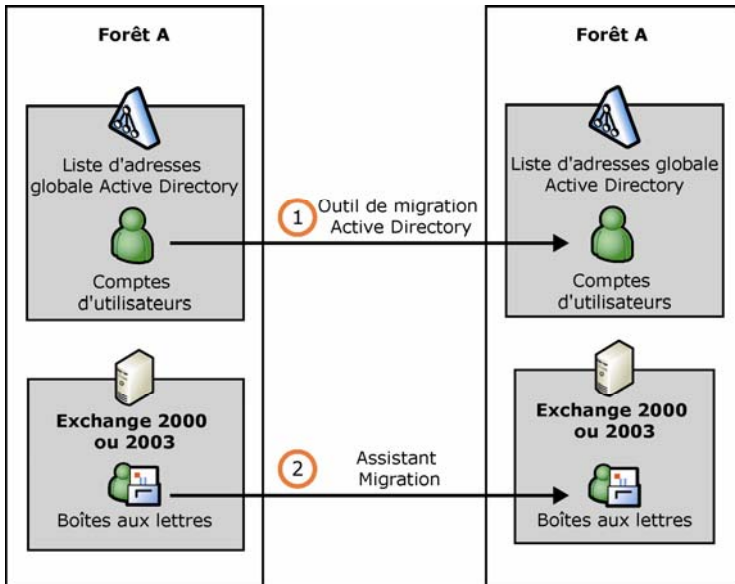 Forêt A
Liste d'adresses
globale Active Directory
Comptes
d'utilisateurs
Exchange 2000
ou 2003
Boîtes aux lettres
1
Outil de migration
Active Directory
2
Assistant
Migration
Forêt A
Liste d'adresses globale
Active Directory
Comptes
d'utilisateurs
Exchange 2000
ou 2003
Boîtes aux lettres